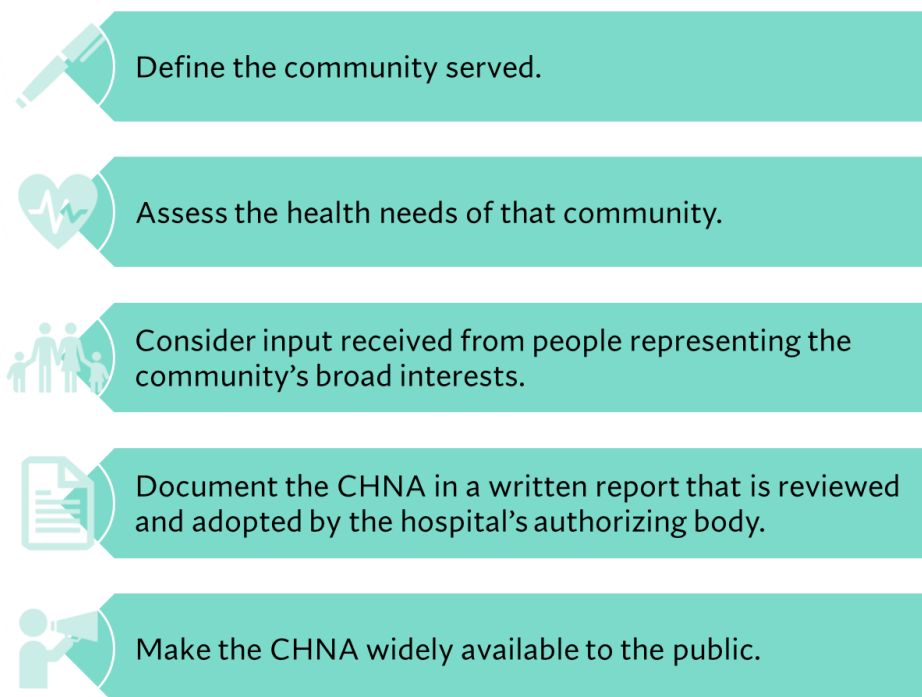 Define the community served.
Assess the health needs of that community.
Consider input received from people representing the
community’s broad interests.
Document the CHNA in a written report that is reviewed
and adopted by the hospital’s authorizing body.
Make the CHNA widely available to the public.